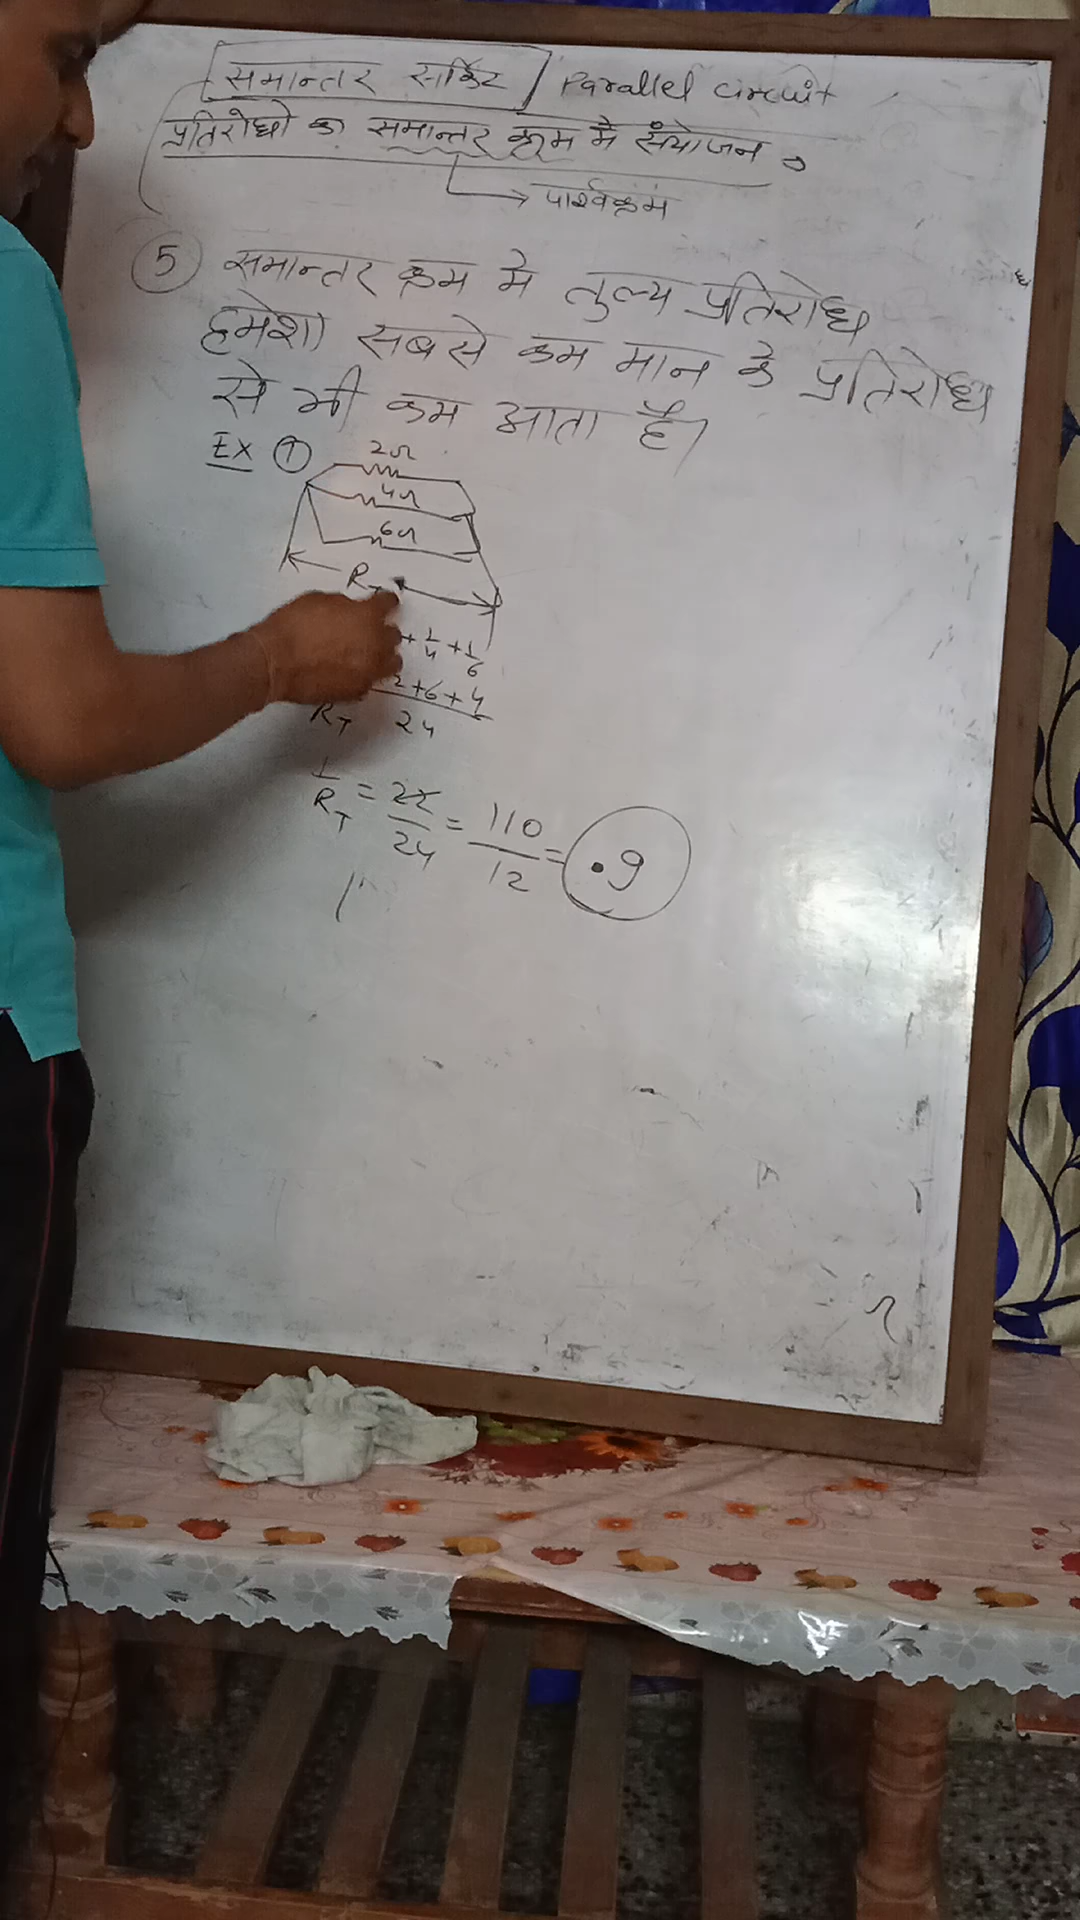 समान्तर सर्किट / Parallel circuit
प्रतिरोधो का समान्तर क्रम मे संयोजन
पार्श्वक्रम
5 समान्तर क्रम मे तुल्य प्रतिरोध
हमेशा सबसे कम मान के प्रतिरोध
से भी कम आता है।
Ex 1
2Ω
4Ω
6Ω
R
+ 1/4 + 1/6
2+6+4
R_T 24
1/R_T = 22/24 = 110/12 = .9